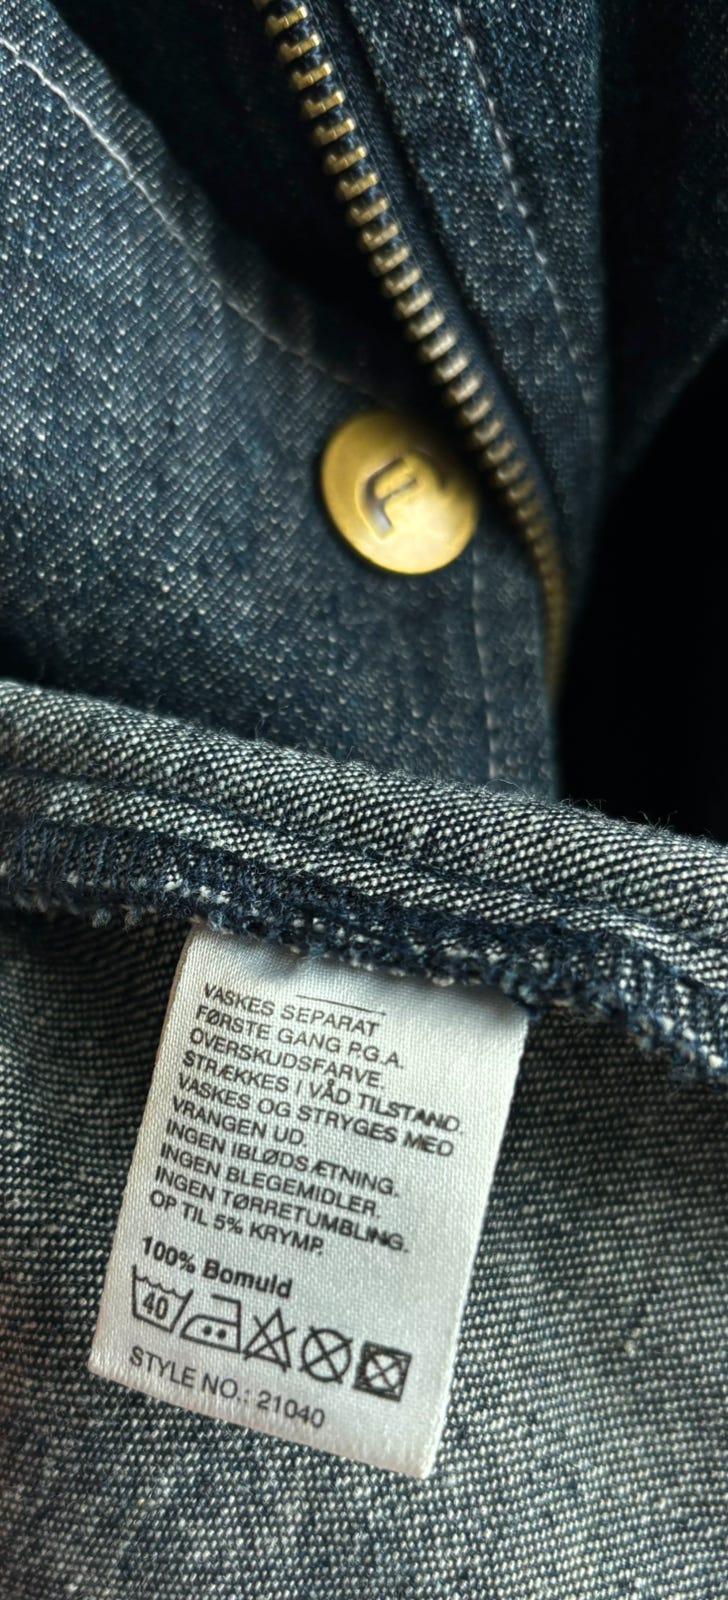 VASKES SEPARAT
FØRSTE GANG P.G.A.
OVERSKUDSFARVE.
STRÆKKES I VÅD TILSTAND.
VASKES OG STRYGES MED
VRANGEN UD.
INGEN IBLØDSÆTNING.
INGEN BLEGEMIDLER.
INGEN TØRRETUMBLING.
OP TIL 5% KRYMP.
100% Bomuld
40
STYLE NO.: 21040